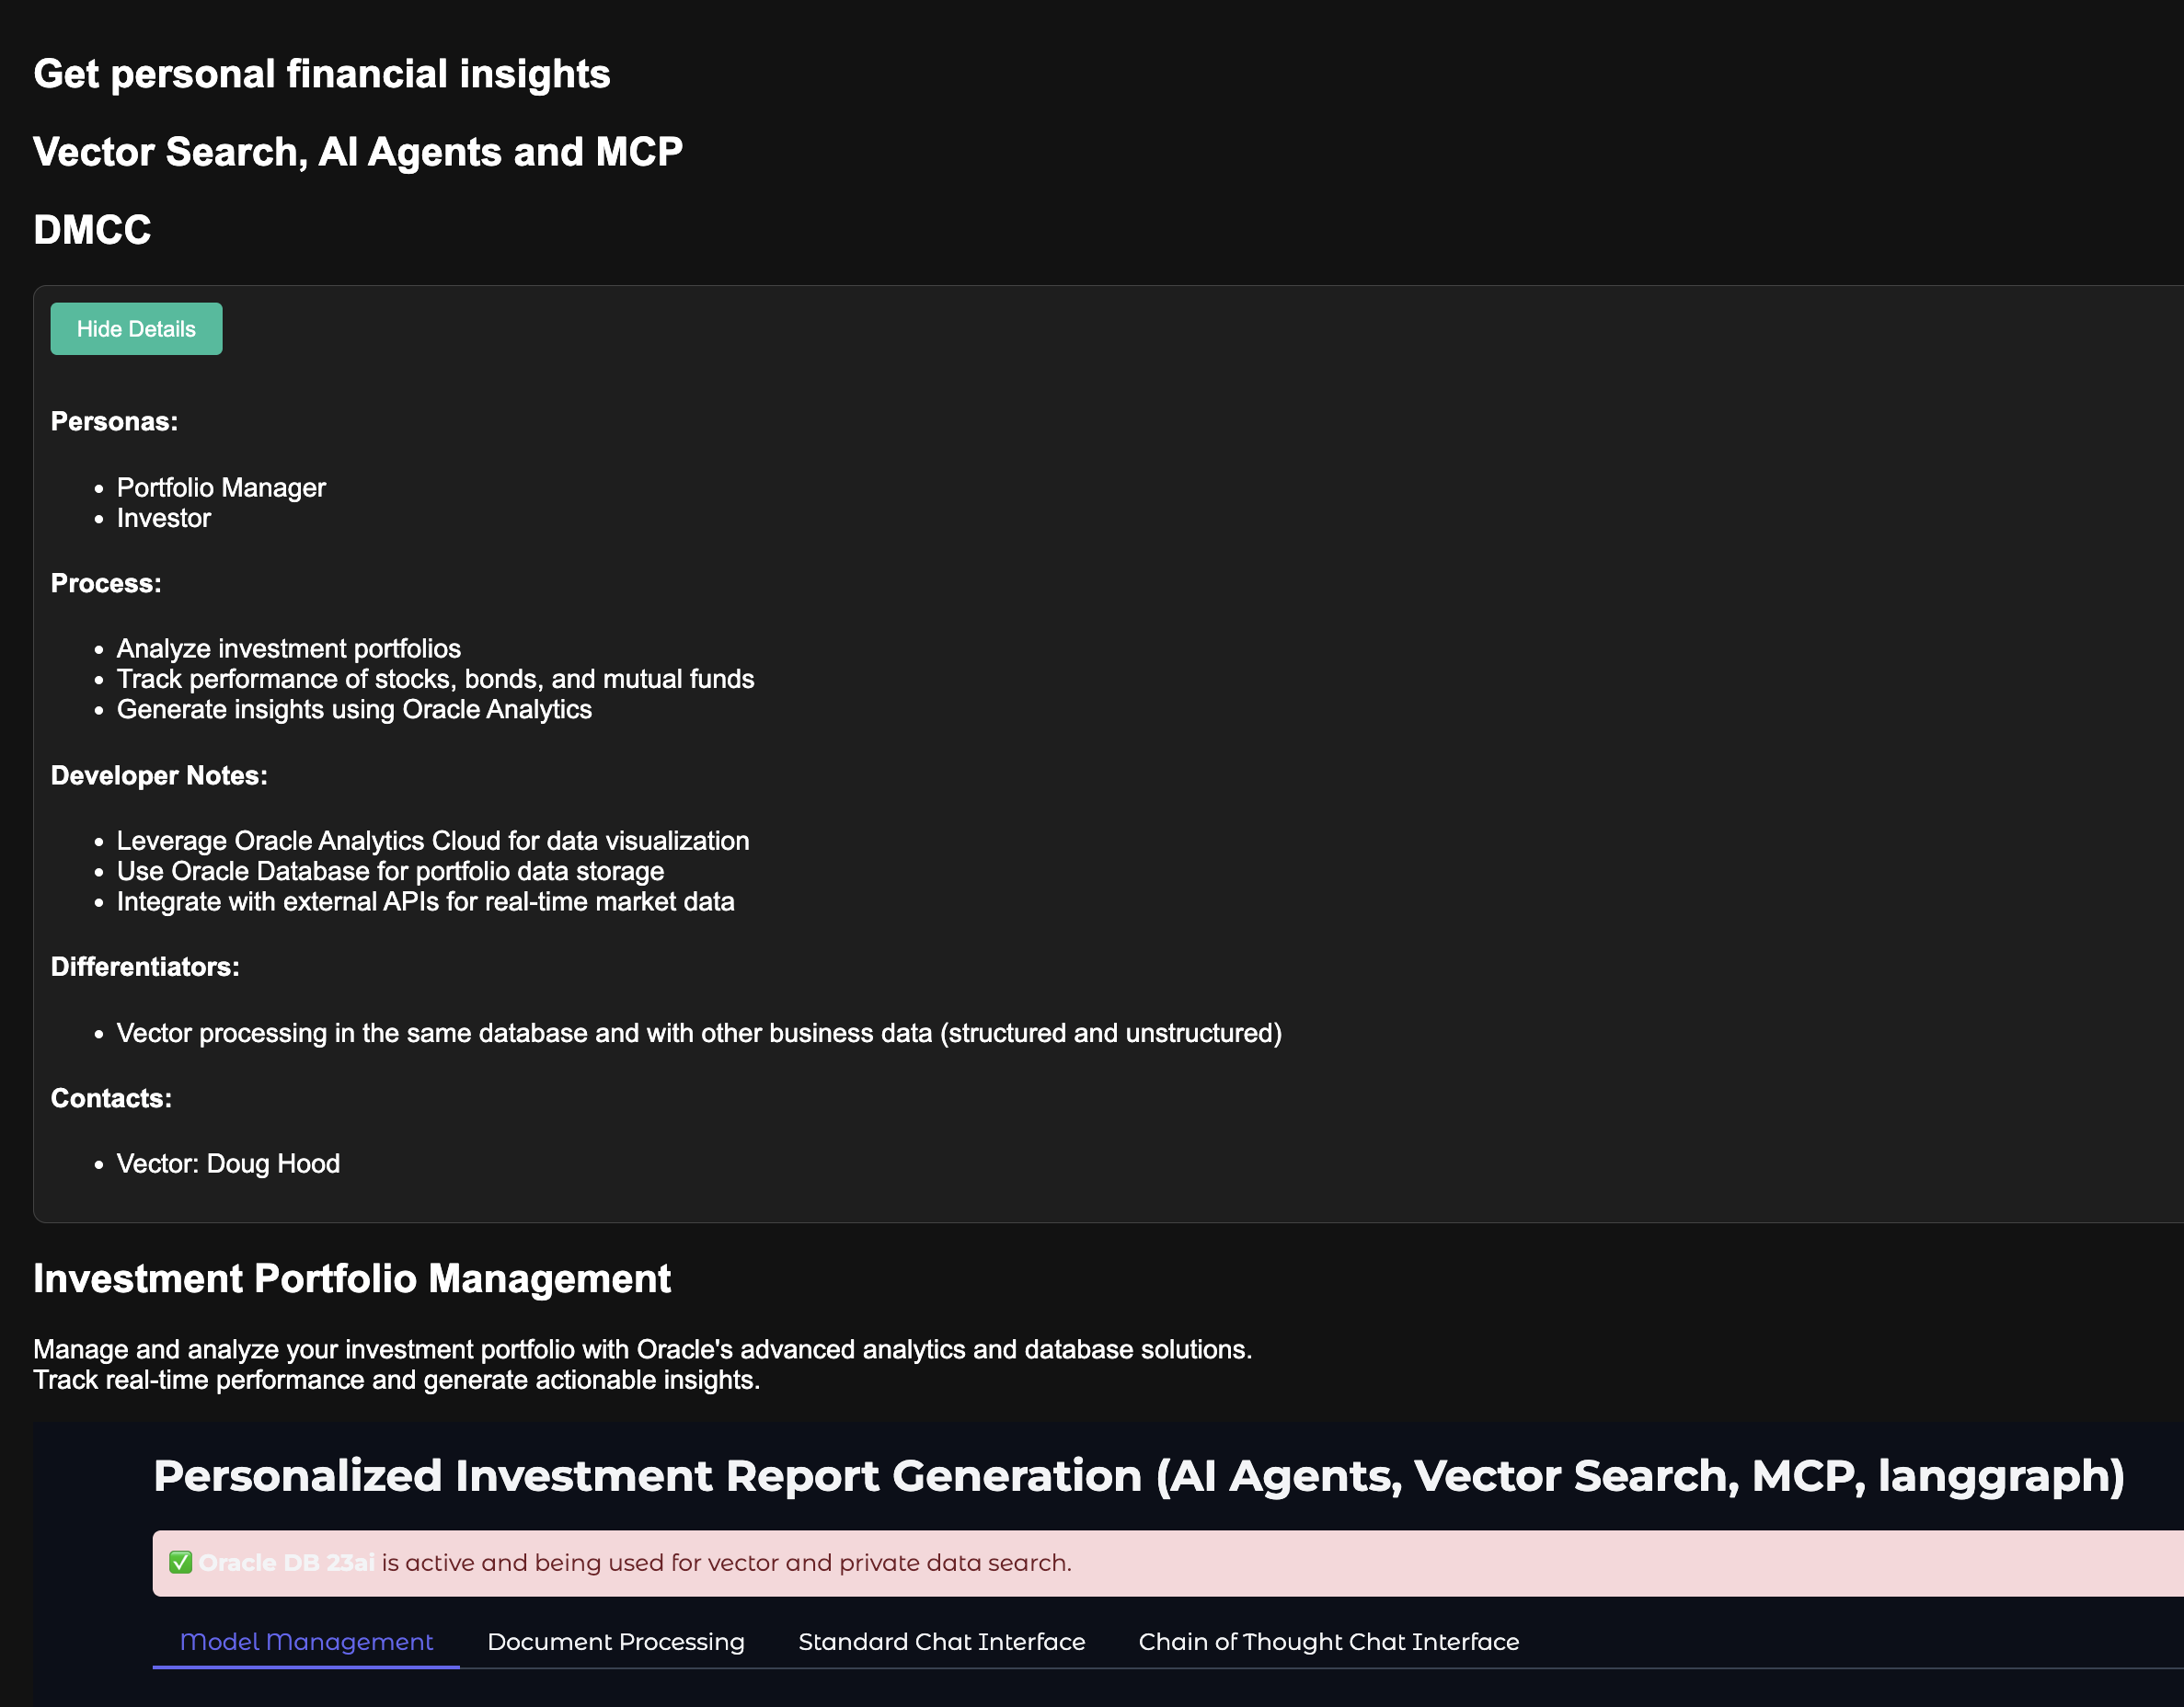 Get personal financial insights
Vector Search, AI Agents and MCP
DMCC
Hide Details
Personas:
• Portfolio Manager
• Investor
Process:
• Analyze investment portfolios
• Track performance of stocks, bonds, and mutual funds
• Generate insights using Oracle Analytics
Developer Notes:
• Leverage Oracle Analytics Cloud for data visualization
• Use Oracle Database for portfolio data storage
• Integrate with external APIs for real-time market data
Differentiators:
• Vector processing in the same database and with other business data (structured and unstructured)
Contacts:
• Vector: Doug Hood
Investment Portfolio Management
Manage and analyze your investment portfolio with Oracle's advanced analytics and database solutions.
Track real-time performance and generate actionable insights.
Personalized Investment Report Generation (AI Agents, Vector Search, MCP, langgraph)
✅ Oracle DB 23ai is active and being used for vector and private data search.
Model Management Document Processing Standard Chat Interface Chain of Thought Chat Interface